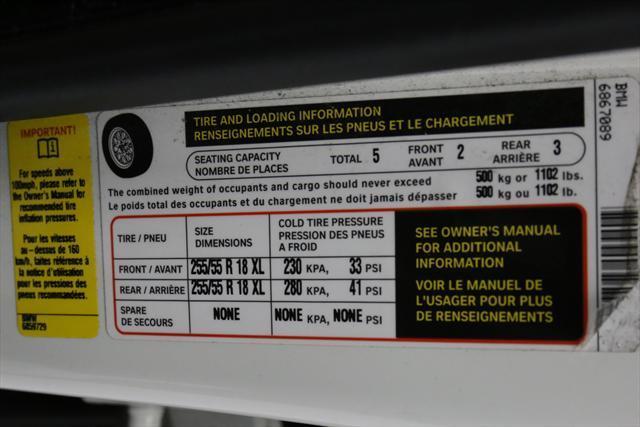 IMPORTANT!
For speeds above
100mph, please refer to
the Owner's Manual for
recommended tire
inflation pressures.
Pour les vitesses
au-dessus de 160
km/h, faites référence à
la notice d'utilisation
pour les pressions des
pneus recommandées.
BMW
6859729
TIRE AND LOADING INFORMATION
RENSEIGNEMENTS SUR LES PNEUS ET LE CHARGEMENT
SEATING CAPACITY
NOMBRE DE PLACES
TOTAL 5
FRONT
AVANT 2
REAR
ARRIÈRE 3
The combined weight of occupants and cargo should never exceed 500 kg or 1102 lbs.
Le poids total des occupants et du chargement ne doit jamais dépasser 500 kg ou 1102 lb.
TIRE / PNEU
SIZE
DIMENSIONS
COLD TIRE PRESSURE
PRESSION DES PNEUS
A FROID
FRONT / AVANT 255/55 R 18 XL 230 KPA, 33 PSI
REAR / ARRIÈRE 255/55 R 18 XL 280 KPA, 41 PSI
SPARE
DE SECOURS
NONE NONE KPA, NONE PSI
SEE OWNER'S MANUAL
FOR ADDITIONAL
INFORMATION
VOIR LE MANUEL DE
L'USAGER POUR PLUS
DE RENSEIGNEMENTS
BMW
6867089